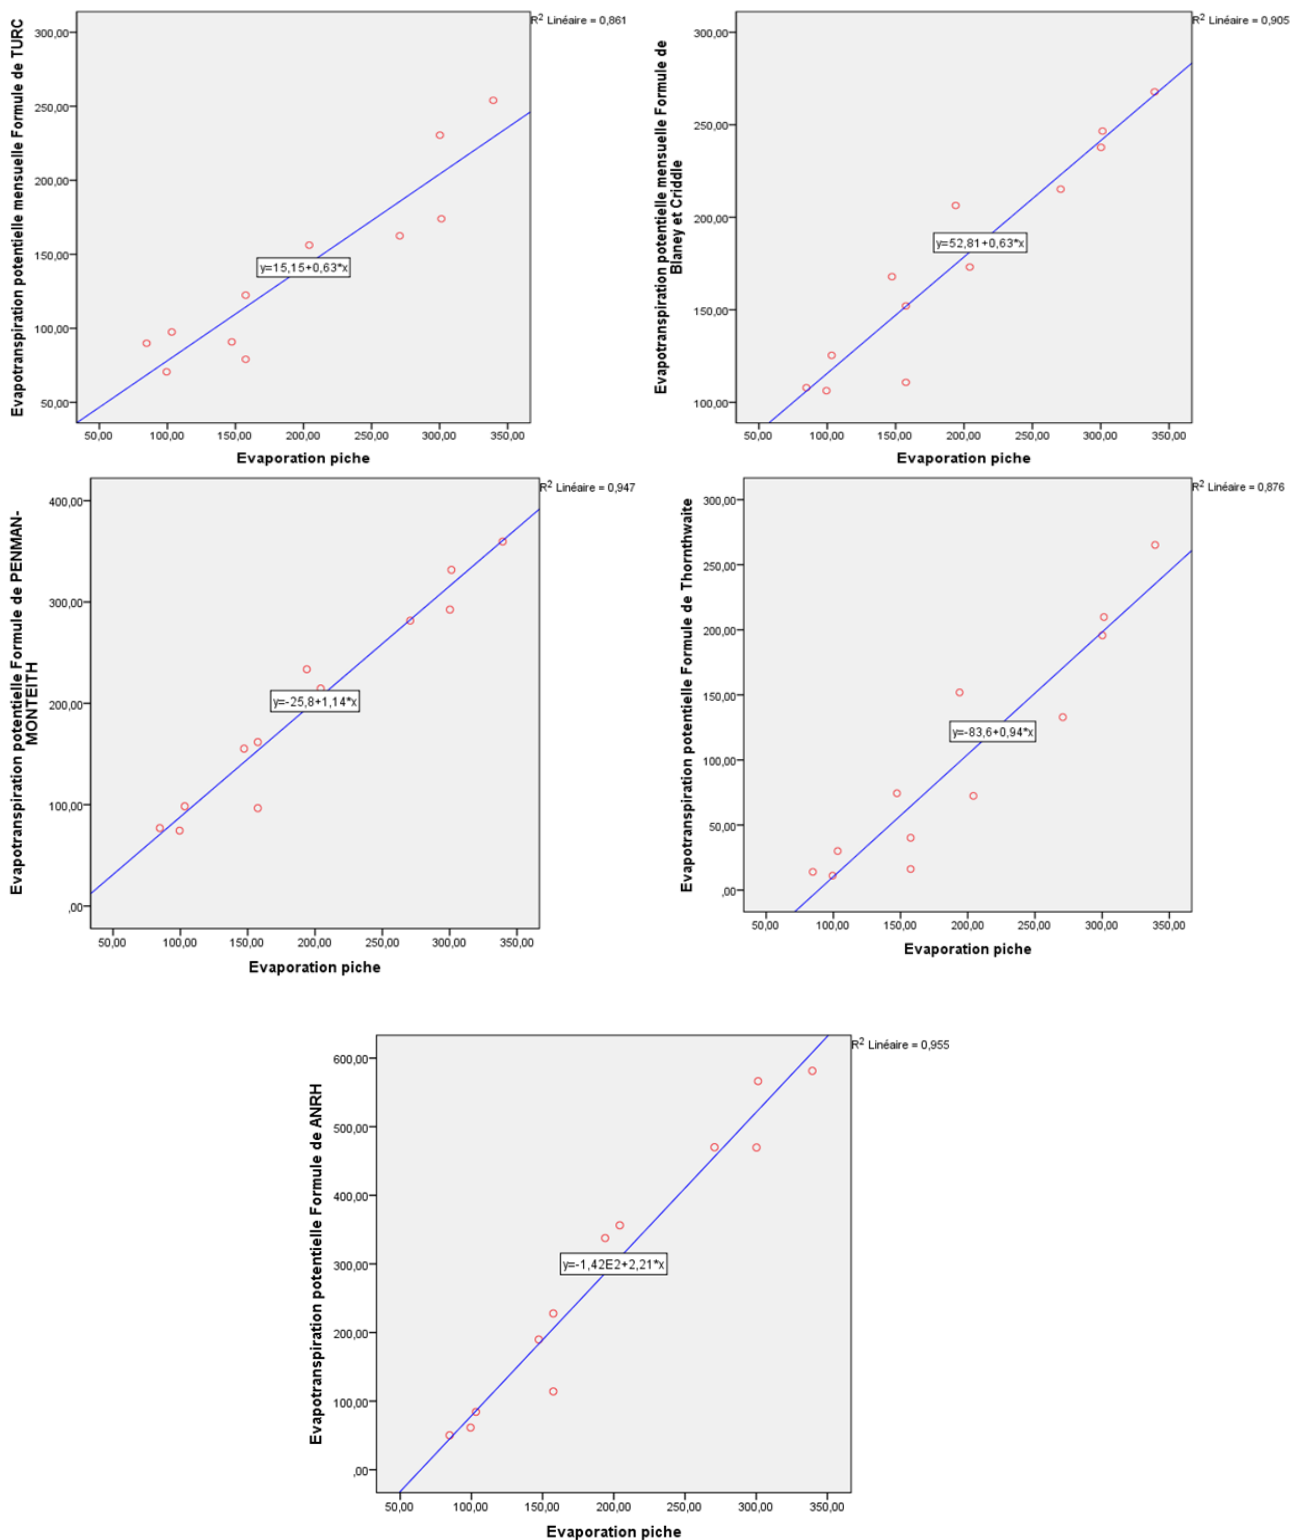 R² Linéaire = 0,861
Evapotranspiration potentielle mensuelle Formule de TURC
300,00
250,00
200,00
150,00
100,00
50,00
y=15,15+0,63*x
50,00 100,00 150,00 200,00 250,00 300,00 350,00
Evaporation piche
R² Linéaire = 0,905
Evapotranspiration potentielle mensuelle Formule de
Blaney et Criddle
300,00
250,00
200,00
150,00
100,00
y=52,81+0,63*x
50,00 100,00 150,00 200,00 250,00 300,00 350,00
Evaporation piche
R² Linéaire = 0,947
Evapotranspiration potentielle Formule de PENMAN-
MONTEITH
400,00
300,00
200,00
100,00
,00
y=-25,8+1,14*x
50,00 100,00 150,00 200,00 250,00 300,00 350,00
Evaporation piche
R² Linéaire = 0,876
Evapotranspiration potentielle Formule de Thornthwaite
300,00
250,00
200,00
150,00
100,00
50,00
,00
y=-83,6+0,94*x
50,00 100,00 150,00 200,00 250,00 300,00 350,00
Evaporation piche
R² Linéaire = 0,955
Evapotranspiration potentielle Formule de ANRH
600,00
500,00
400,00
300,00
200,00
100,00
,00
y=-1,42E2+2,21*x
50,00 100,00 150,00 200,00 250,00 300,00 350,00
Evaporation piche